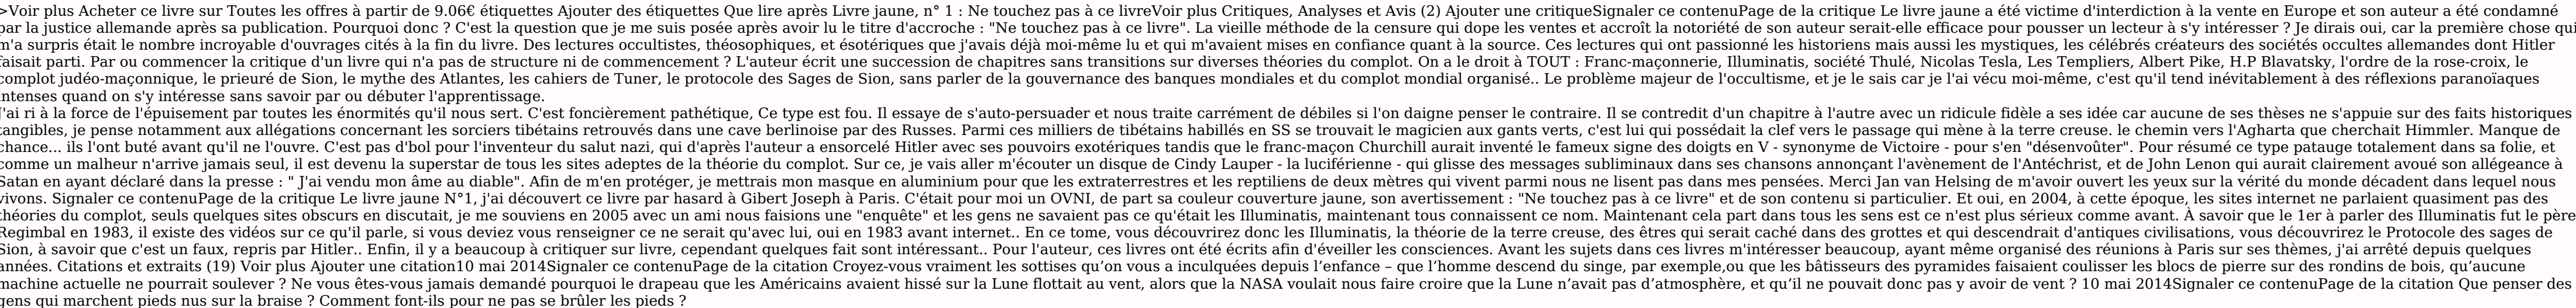 >Voir plus Acheter ce livre sur Toutes les offres à partir de 9.06€ étiquettes Ajouter des étiquettes Que lire après Livre jaune, n° 1 : Ne touchez pas à ce livreVoir plus Critiques, Analyses et Avis (2) Ajouter une critiqueSignaler ce contenuPage de la critique Le livre jaune a été victime d'interdiction à la vente en Europe et son auteur a été condamné
par la justice allemande après sa publication. Pourquoi donc ? C'est la question que je me suis posée après avoir lu le titre d'accroche : "Ne touchez pas à ce livre". La vieille méthode de la censure qui dope les ventes et accroît la notoriété de son auteur serait-elle efficace pour pousser un lecteur à s'y intéresser ? Je dirais oui, car la première chose qui
m'a surpris était le nombre incroyable d'ouvrages cités à la fin du livre. Des lectures occultistes, théosophiques, et ésotériques que j'avais déjà moi-même lu et qui m'avaient mises en confiance quant à la source. Ces lectures qui ont passionné les historiens mais aussi les mystiques, les célébrés créateurs des sociétés occultes allemandes dont Hitler
faisait parti. Par ou commencer la critique d'un livre qui n'a pas de structure ni de commencement ? L'auteur écrit une succession de chapitres sans transitions sur diverses théories du complot. On a le droit à TOUT : Franc-maçonnerie, Illuminatis, société Thulé, Nicolas Tesla, Les Templiers, Albert Pike, H.P Blavatsky, l'ordre de la rose-croix, le
complot judéo-maçonnique, le prieuré de Sion, le mythe des Atlantes, les cahiers de Tuner, le protocole des Sages de Sion, sans parler de la gouvernance des banques mondiales et du complot mondial organisé.. Le problème majeur de l'occultisme, et je le sais car je l'ai vécu moi-même, c'est qu'il tend inévitablement à des réflexions paranoïaques
intenses quand on s'y intéresse sans savoir par ou débuter l'apprentissage.
J'ai ri à la force de l'épuisement par toutes les énormités qu'il nous sert. C'est foncièrement pathétique, Ce type est fou. Il essaye de s'auto-persuader et nous traite carrément de débiles si l'on daigne penser le contraire. Il se contredit d'un chapitre à l'autre avec un ridicule fidèle a ses idée car aucune de ses thèses ne s'appuie sur des faits historiques
tangibles, je pense notamment aux allégations concernant les sorciers tibétains retrouvés dans une cave berlinoise par des Russes. Parmi ces milliers de tibétains habillés en SS se trouvait le magicien aux gants verts, c'est lui qui possédait la clef vers le passage qui mène à la terre creuse. le chemin vers l'Agharta que cherchait Himmler. Manque de
chance... ils l'ont buté avant qu'il ne l'ouvre. C'est pas d'bol pour l'inventeur du salut nazi, qui d'après l'auteur a ensorcelé Hitler avec ses pouvoirs exotériques tandis que le franc-maçon Churchill aurait inventé le fameux signe des doigts en V - synonyme de Victoire - pour s'en "désenvoûter". Pour résumé ce type patauge totalement dans sa folie, et
comme un malheur n'arrive jamais seul, il est devenu la superstar de tous les sites adeptes de la théorie du complot. Sur ce, je vais aller m'écouter un disque de Cindy Lauper - la luciférienne - qui glisse des messages subliminaux dans ses chansons annonçant l'avènement de l'Antéchrist, et de John Lenon qui aurait clairement avoué son allégeance à
Satan en ayant déclaré dans la presse : " J'ai vendu mon âme au diable". Afin de m'en protéger, je mettrais mon masque en aluminium pour que les extraterrestres et les reptiliens de deux mètres qui vivent parmi nous ne lisent pas dans mes pensées. Merci Jan van Helsing de m'avoir ouvert les yeux sur la vérité du monde décadent dans lequel nous
vivons. Signaler ce contenuPage de la critique Le livre jaune N°1, j'ai découvert ce livre par hasard à Gibert Joseph à Paris. C'était pour moi un OVNI, de part sa couleur couverture jaune, son avertissement : "Ne touchez pas à ce livre" et de son contenu si particulier. Et oui, en 2004, à cette époque, les sites internet ne parlaient quasiment pas des
théories du complot, seuls quelques sites obscurs en discutait, je me souviens en 2005 avec un ami nous faisions une "enquête" et les gens ne savaient pas ce qu'était les Illuminatis, maintenant tous connaissent ce nom. Maintenant cela part dans tous les sens est ce n'est plus sérieux comme avant. À savoir que le 1er à parler des Illuminatis fut le père
Regimbal en 1983, il existe des vidéos sur ce qu'il parle, si vous deviez vous renseigner ce ne serait qu'avec lui, oui en 1983 avant internet.. En ce tome, vous découvrirez donc les Illuminatis, la théorie de la terre creuse, des êtres qui serait caché dans des grottes et qui descendrait d'antiques civilisations, vous découvrirez le Protocole des sages de
Sion, à savoir que c'est un faux, repris par Hitler.. Enfin, il y a beaucoup à critiquer sur livre, cependant quelques fait sont intéressant.. Pour l'auteur, ces livres ont été écrits afin d'éveiller les consciences. Avant les sujets dans ces livres m'intéresser beaucoup, ayant même organisé des réunions à Paris sur ses thèmes, j'ai arrêté depuis quelques
années. Citations et extraits (19) Voir plus Ajouter une citation10 mai 2014Signaler ce contenuPage de la citation Croyez-vous vraiment les sottises qu’on vous a inculquées depuis l’enfance – que l’homme descend du singe, par exemple,ou que les bâtisseurs des pyramides faisaient coulisser les blocs de pierre sur des rondins de bois, qu’aucune
machine actuelle ne pourrait soulever ? Ne vous êtes-vous jamais demandé pourquoi le drapeau que les Américains avaient hissé sur la Lune flottait au vent, alors que la NASA voulait nous faire croire que la Lune n’avait pas d’atmosphère, et qu’il ne pouvait donc pas y avoir de vent ? 10 mai 2014Signaler ce contenuPage de la citation Que penser des
gens qui marchent pieds nus sur la braise ? Comment font-ils pour ne pas se brûler les pieds ?